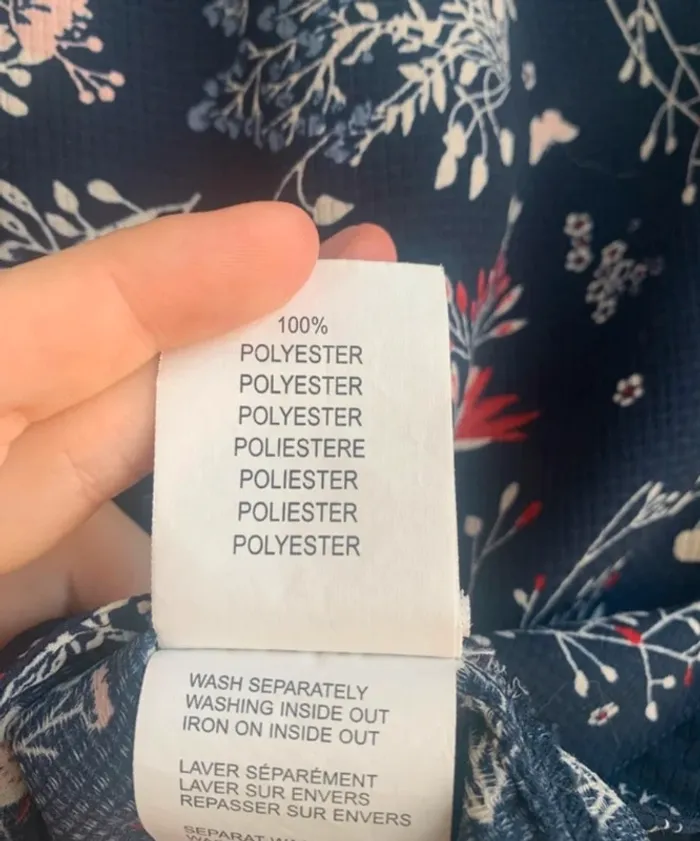 100%
POLYESTER
POLYESTER
POLYESTER
POLIESTERE
POLIESTER
POLIESTER
POLYESTER
WASH SEPARATELY
WASHING INSIDE OUT
IRON ON INSIDE OUT
LAVER SÉPARÉMENT
LAVER SUR ENVERS
REPASSER SUR ENVERS
SEPARAT